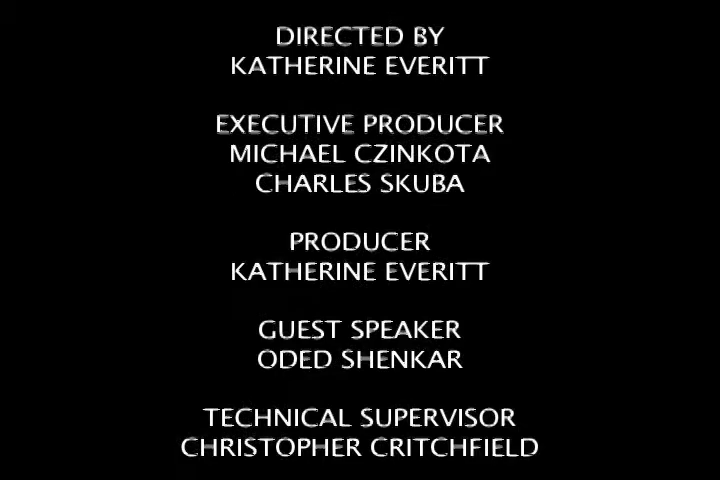 DIRECTED BY
KATHERINE EVERITT
EXECUTIVE PRODUCER
MICHAEL CZINKOTA
CHARLES SKUBA
PRODUCER
KATHERINE EVERITT
GUEST SPEAKER
ODED SHENKAR
TECHNICAL SUPERVISOR
CHRISTOPHER CRITCHFIELD